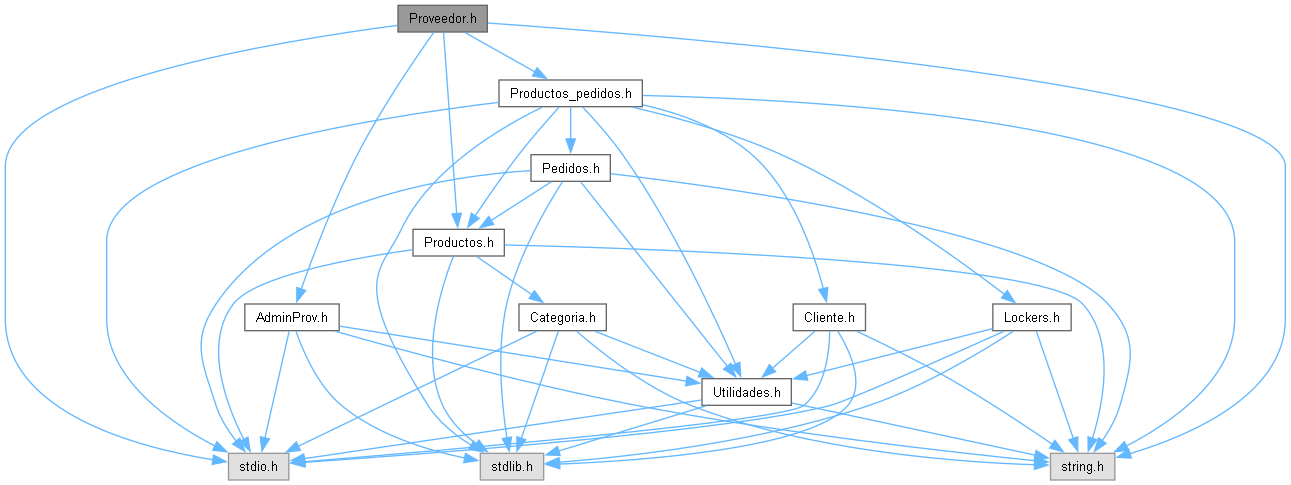 Proveedor.h
Productos_pedidos.h
Pedidos.h
Productos.h
AdminProv.h
Categoria.h
Cliente.h
Lockers.h
Utilidades.h
stdio.h
stdlib.h
string.h